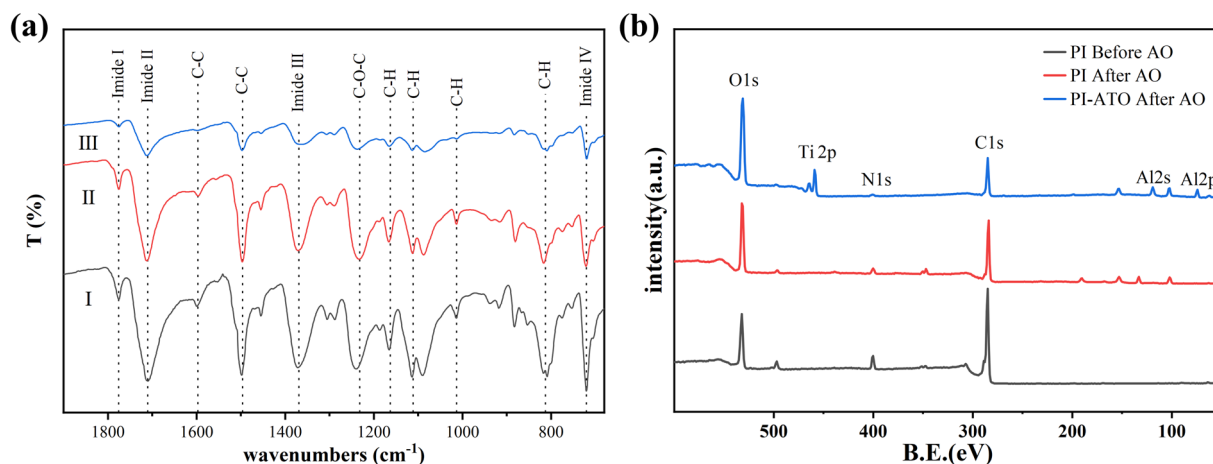 (a)
Imide I
Imide II
C-C
C-C
Imide III
C-O-C
C-H
C-H
C-H
C-H
Imide IV
III
II
I
T (%)
1800 1600 1400 1200 1000 800
wavenumbers (cm⁻¹)
(b)
PI Before AO
PI After AO
PI-ATO After AO
O1s
Ti 2p
N1s
C1s
Al2s
Al2p
intensity(a.u.)
500 400 300 200 100
B.E.(eV)